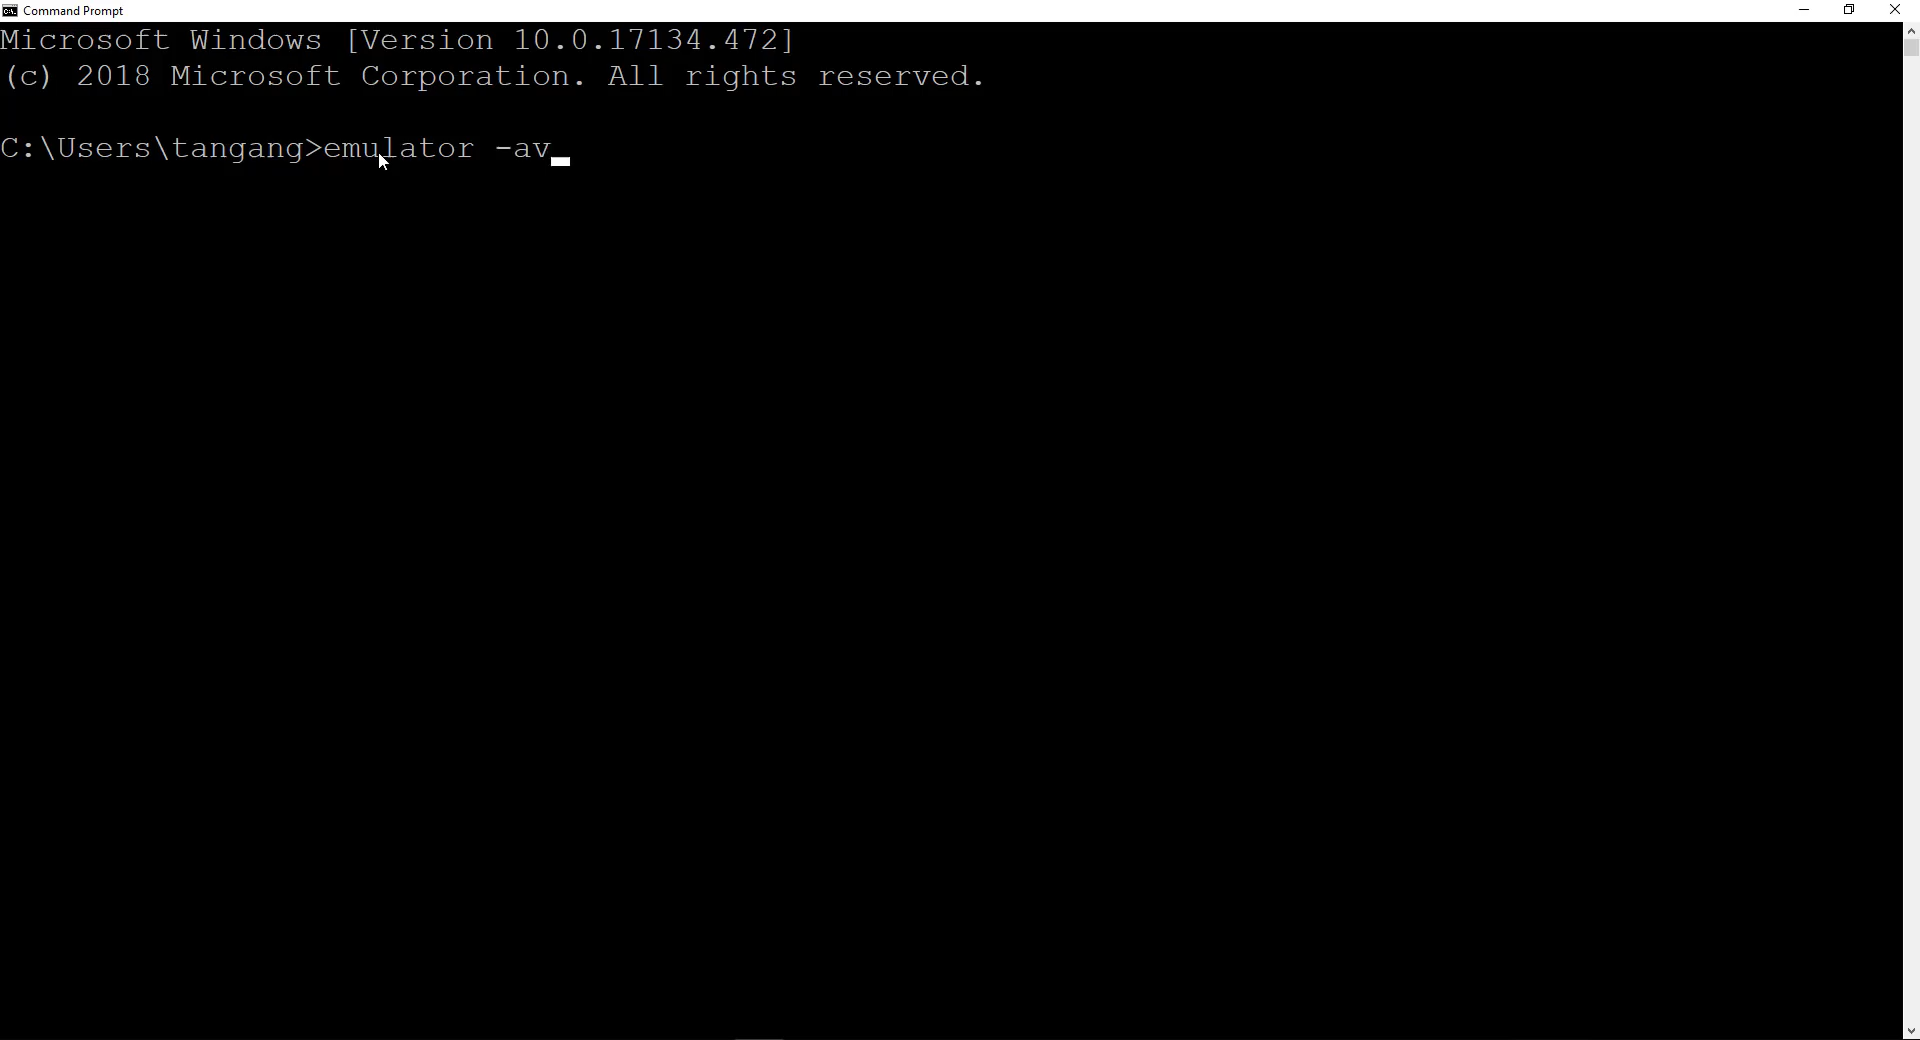 Command Prompt
Microsoft Windows [Version 10.0.17134.472]
(c) 2018 Microsoft Corporation. All rights reserved.
C:\Users\tangang>emulator -av